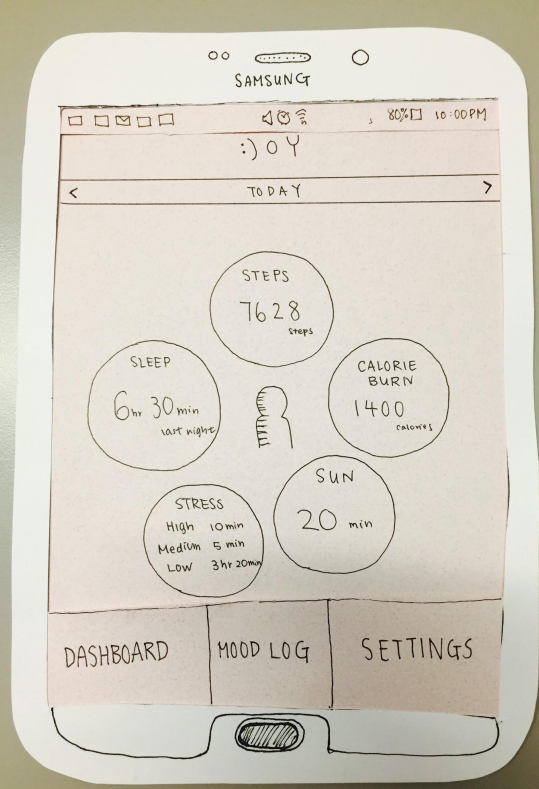 SAMSUNG
80% 10:00PM
:) O Y
< TODAY >
STEPS
7628
steps
SLEEP
6hr 30min
last night
CALORIE
BURN
1400
calories
SUN
20 min
STRESS
High 10min
Medium 5 min
Low 3hr 20min
DASHBOARD MOOD LOG SETTINGS